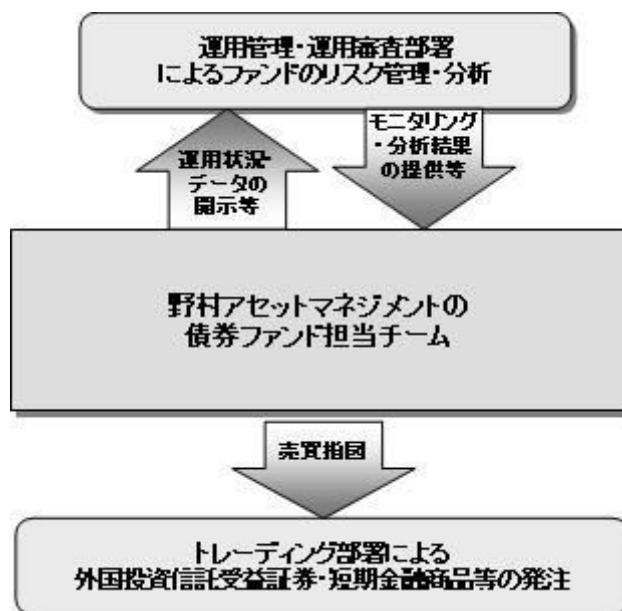 運用管理・運用審査部署
によるファンドのリスク管理・分析
運用状況・
データの
開示等
モニタリング
・分析結果
の提供等
野村アセットマネジメントの
債券ファンド担当チーム
売買指図
トレーディング部署による
外国投資信託受益証券・短期金融商品等の発注